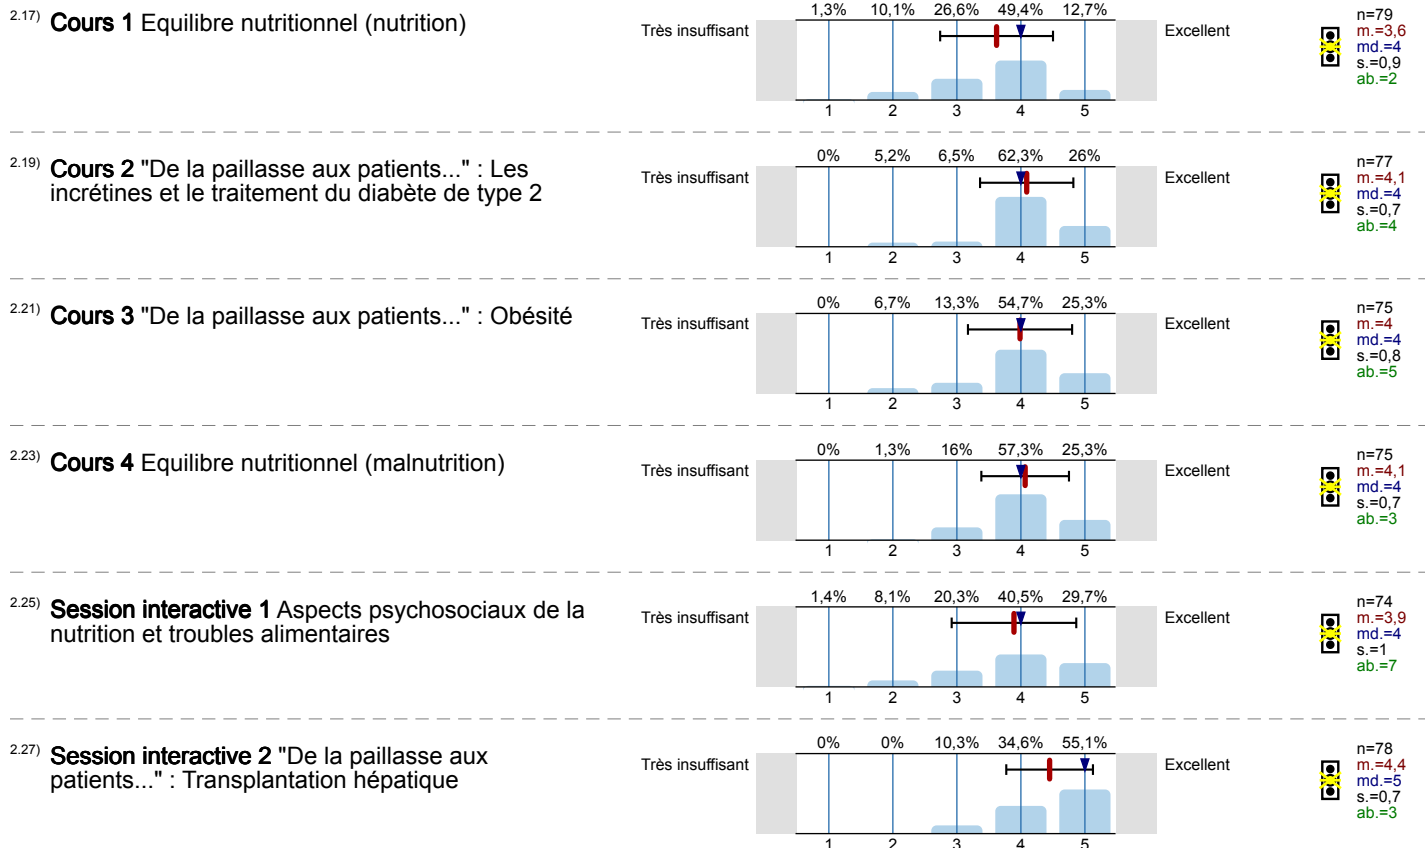 2.17) Cours 1 Equilibre nutritionnel (nutrition)
Très insuffisant
1,3% 10,1% 26,6% 49,4% 12,7%
1 2 3 4 5
Excellent
n=79
m.=3,6
md.=4
s.=0,9
ab.=2
2.19) Cours 2 "De la paillasse aux patients..." : Les
incrétines et le traitement du diabète de type 2
Très insuffisant
0% 5,2% 6,5% 62,3% 26%
1 2 3 4 5
Excellent
n=77
m.=4,1
md.=4
s.=0,7
ab.=4
2.21) Cours 3 "De la paillasse aux patients..." : Obésité
Très insuffisant
0% 6,7% 13,3% 54,7% 25,3%
1 2 3 4 5
Excellent
n=75
m.=4
md.=4
s.=0,8
ab.=5
2.23) Cours 4 Equilibre nutritionnel (malnutrition)
Très insuffisant
0% 1,3% 16% 57,3% 25,3%
1 2 3 4 5
Excellent
n=75
m.=4,1
md.=4
s.=0,7
ab.=3
2.25) Session interactive 1 Aspects psychosociaux de la
nutrition et troubles alimentaires
Très insuffisant
1,4% 8,1% 20,3% 40,5% 29,7%
1 2 3 4 5
Excellent
n=74
m.=3,9
md.=4
s.=1
ab.=7
2.27) Session interactive 2 "De la paillasse aux
patients..." : Transplantation hépatique
Très insuffisant
0% 0% 10,3% 34,6% 55,1%
1 2 3 4 5
Excellent
n=78
m.=4,4
md.=5
s.=0,7
ab.=3